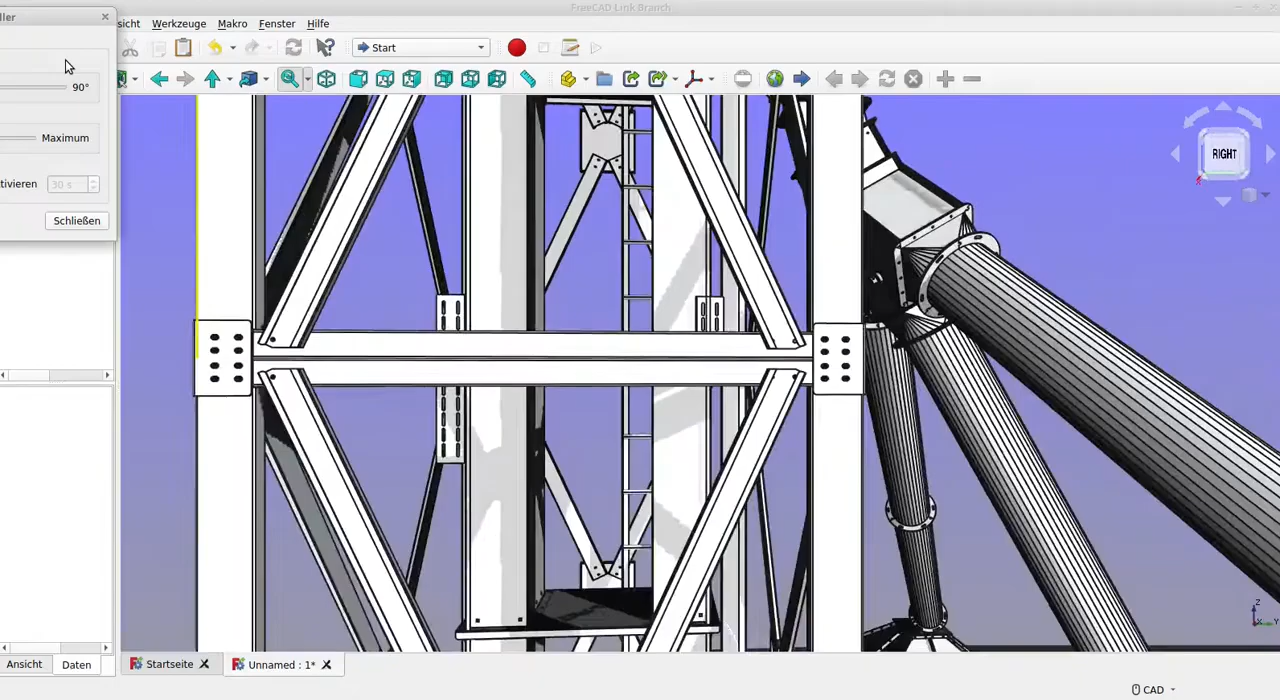 ller
FreeCAD Link Branch
sicht Werkzeuge Makro Fenster Hilfe
Start
90°
Maximum
tivieren 30 s
Schließen
RIGHT
Z
Y
X
Ansicht Daten
Startseite Unnamed : 1*
CAD